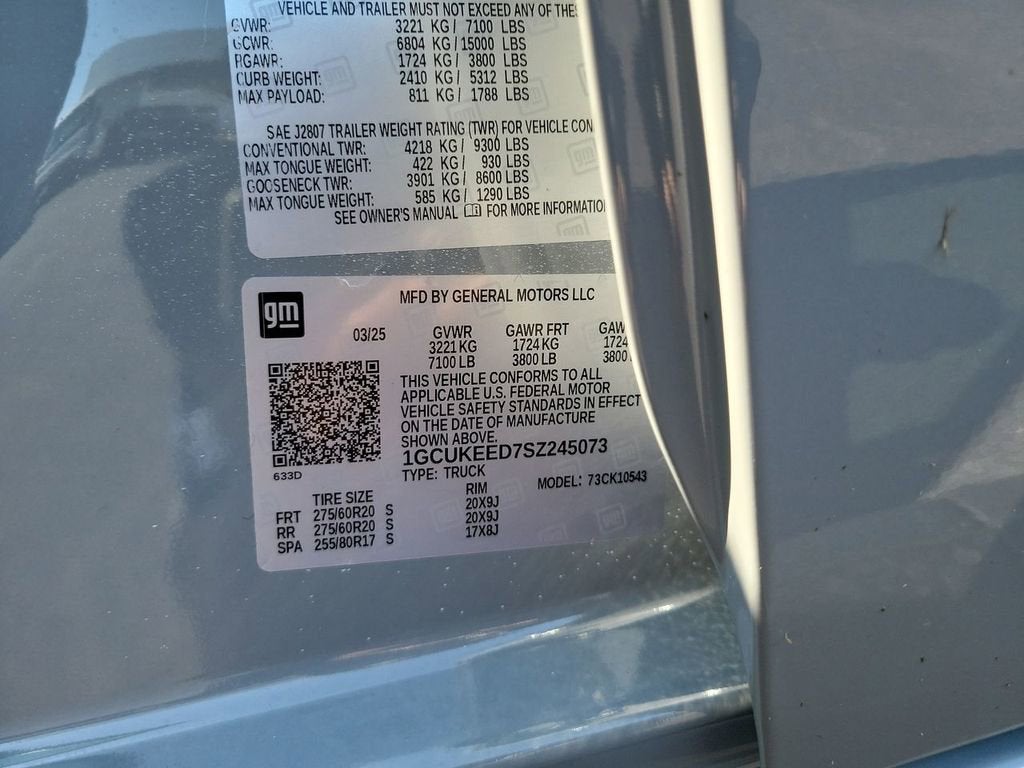 VEHICLE AND TRAILER MUST NOT EXCEED ANY OF THES
GVWR: 3221 KG / 7100 LBS
GCWR: 6804 KG / 15000 LBS
RGAWR: 1724 KG / 3800 LBS
CURB WEIGHT: 2410 KG / 5312 LBS
MAX PAYLOAD: 811 KG / 1788 LBS
SAE J2807 TRAILER WEIGHT RATING (TWR) FOR VEHICLE CON
CONVENTIONAL TWR: 4218 KG / 9300 LBS
MAX TONGUE WEIGHT: 422 KG / 930 LBS
GOOSENECK TWR: 3901 KG / 8600 LBS
MAX TONGUE WEIGHT: 585 KG / 1290 LBS
SEE OWNER'S MANUAL FOR MORE INFORMATIO
gm
MFD BY GENERAL MOTORS LLC
03/25 GVWR GAWR FRT GAW
3221 KG 1724 KG 1724
7100 LB 3800 LB 3800
THIS VEHICLE CONFORMS TO ALL
APPLICABLE U.S. FEDERAL MOTOR
VEHICLE SAFETY STANDARDS IN EFFECT
ON THE DATE OF MANUFACTURE
SHOWN ABOVE.
1GCUKEED7SZ245073
633D
TYPE: TRUCK MODEL: 73CK10543
TIRE SIZE RIM
FRT 275/60R20 S 20X9J
RR 275/60R20 S 20X9J
SPA 255/80R17 S 17X8J